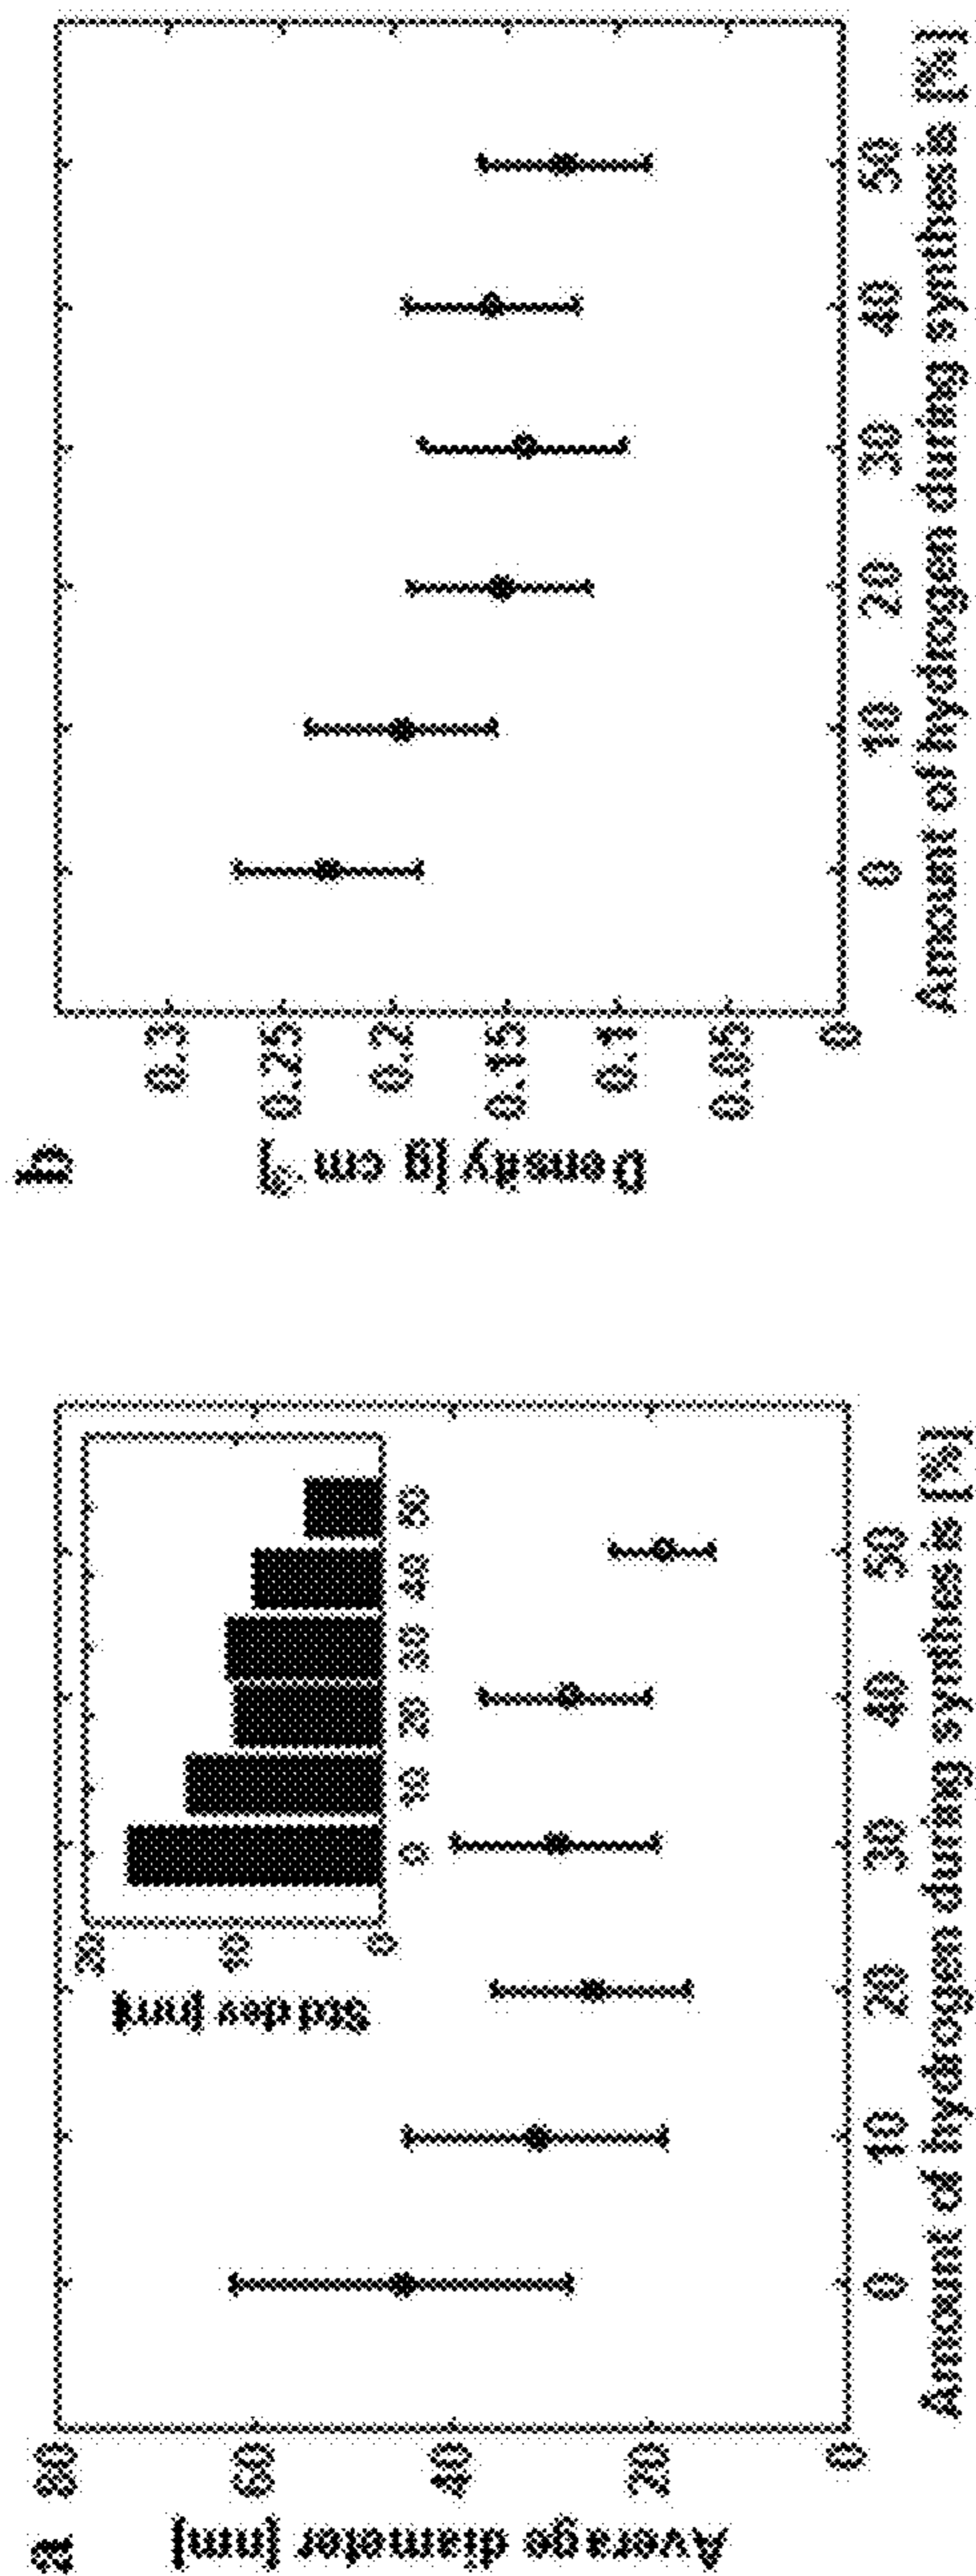 a
Average diameter [nm]
80
60
40
20
0
Std dev [nm]
20
10
0
0 10 20 30 40 50
0 10 20 30 40 50
Amount of hydrogen during synthesis [%]
b
Density [g cm⁻³]
0.3
0.25
0.2
0.15
0.1
0.05
0
0 10 20 30 40 50
Amount of hydrogen during synthesis [%]